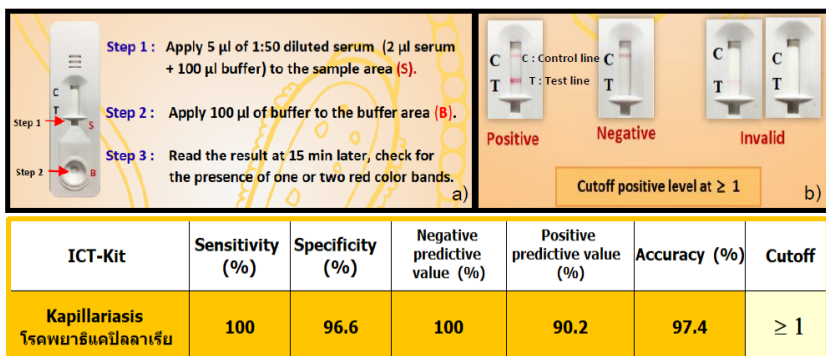 Step 1 : Apply 5 µl of 1:50 diluted serum (2 µl serum
+ 100 µl buffer) to the sample area (S).
Step 2 : Apply 100 µl of buffer to the buffer area (B).
Step 3 : Read the result at 15 min later, check for
the presence of one or two red color bands.
C
T
Step 1
S
Step 2
B
a)
C
C : Control line
T
T : Test line
Positive
C
T
Negative
C
T
Invalid
Cutoff positive level at ≥ 1
b)
ICT-Kit
Sensitivity
(%)
Specificity
(%)
Negative
predictive
value (%)
Positive
predictive value
(%)
Accuracy (%)
Cutoff
Kapillariasis
โรคพยาธิแคปิลลาเรีย
100
96.6
100
90.2
97.4
≥ 1